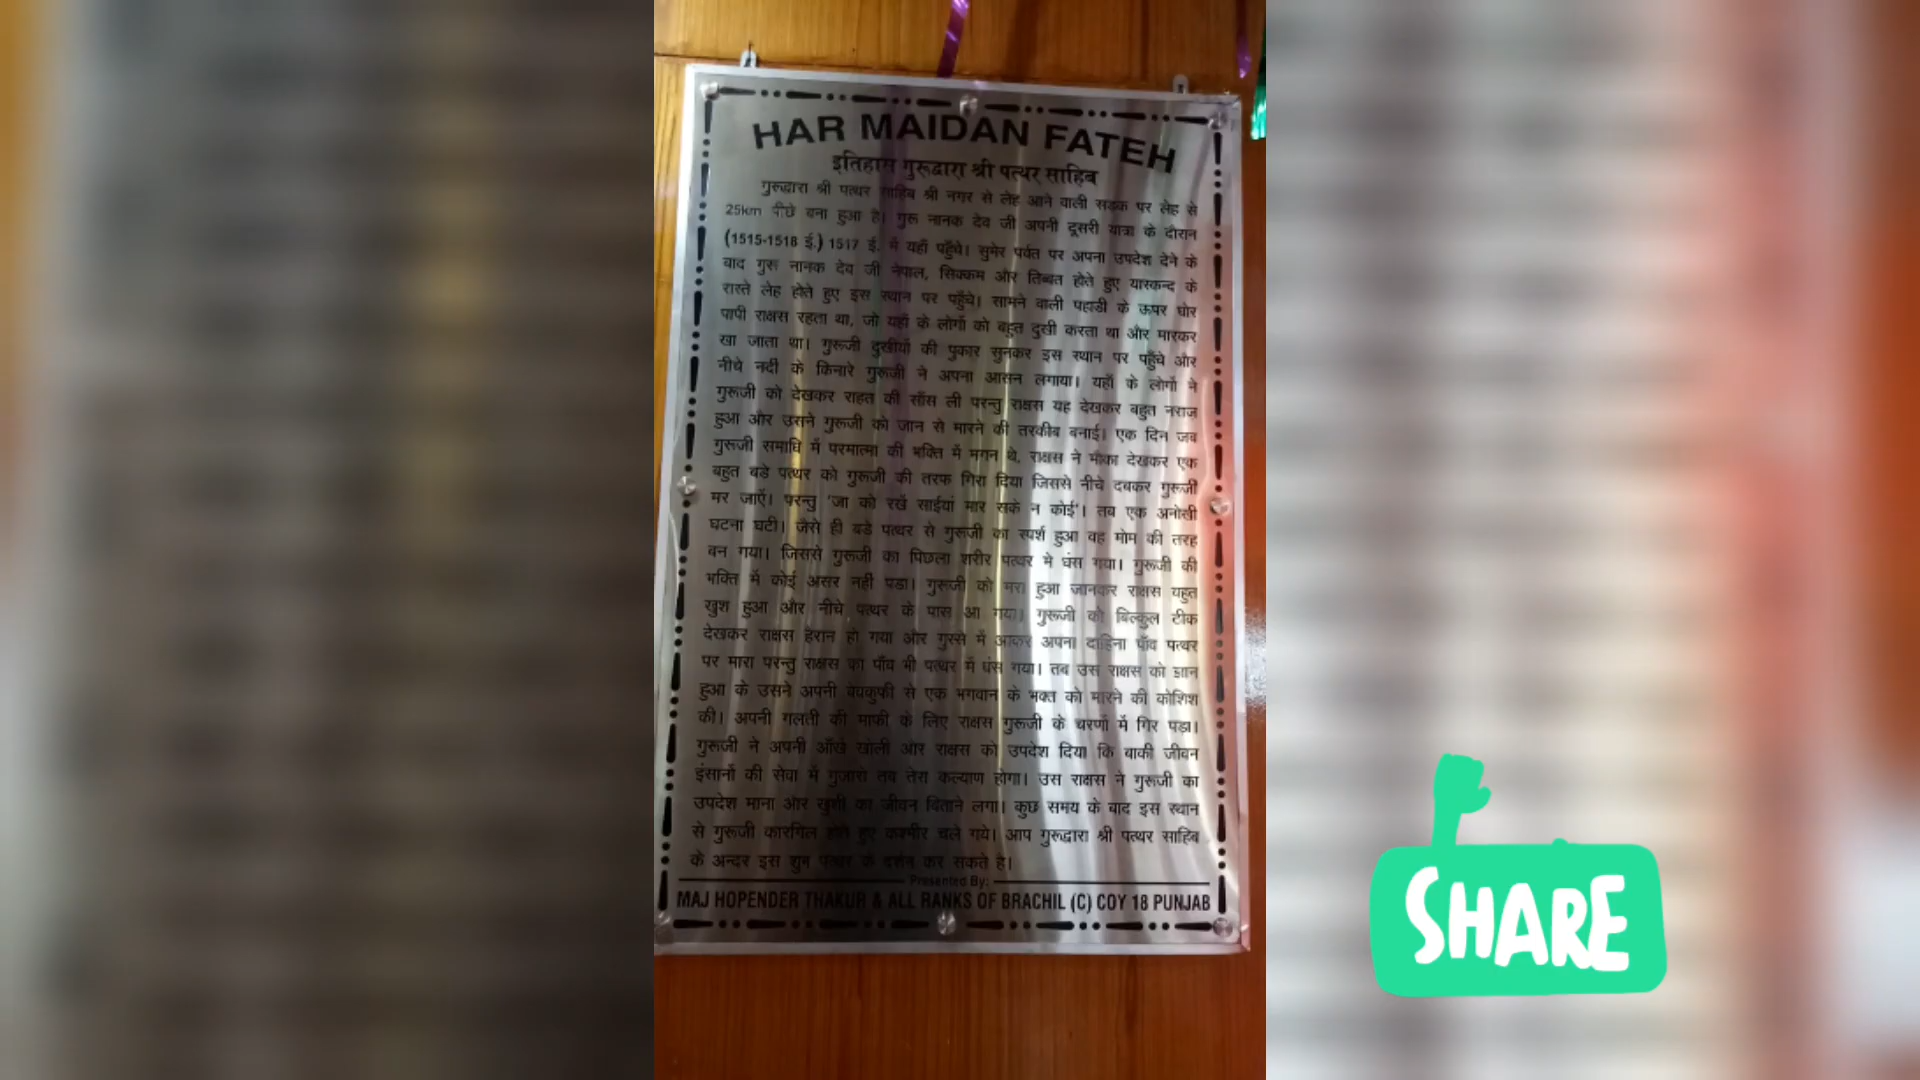 HAR MAIDAN FATEH
इतिहास गुरूद्वारा श्री पत्थर साहिब
गुरूद्वारा श्री पत्थर साहिब श्री नगर से लेह आने वाली सड़क पर लेह से
25km पीछे बना हुआ है। गुरू नानक देव जी अपनी दूसरी यात्रा के दौरान
(1515-1518 ई.) 1517 ई. में यहाँ पहुँचे। सुमेर पर्वत पर अपना उपदेश देने के
बाद गुरू नानक देव जी नेपाल, सिक्कम और तिब्बत होते हुए यारकन्द के
रास्ते लेह होते हुए इस स्थान पर पहुँचे। सामने वाली पहाडी के ऊपर घोर
पापी राक्षस रहता था, जो यहाँ के लोगों को बहुत दुखी करता था और मारकर
खा जाता था। गुरूजी दुखीयों की पुकार सुनकर इस स्थान पर पहुँचे और
नीचे नदी के किनारे गुरूजी ने अपना आसन लगाया। यहाँ के लोगों ने
गुरूजी को देखकर राहत की साँस ली परन्तु राक्षस यह देखकर बहुत नराज
हुआ और उसने गुरूजी को जान से मारने की तरकीब बनाई। एक दिन जब
गुरूजी समाधि में परमात्मा की भक्ति में मगन थे, राक्षस ने मौका देखकर एक
बहुत बडे पत्थर को गुरूजी की तरफ गिरा दिया जिससे नीचे दबकर गुरूजी
मर जाऐं। परन्तु 'जा को रखें साईयां मार सके न कोई'। तब एक अनोखी
घटना घटी। जैसे ही बडे पत्थर से गुरूजी का स्पर्श हुआ वह मोम की तरह
बन गया। जिससे गुरूजी का पिछला शरीर पत्थर मे धंस गया। गुरूजी की
भक्ति में कोई असर नहीं पडा। गुरूजी को मरा हुआ जानकर राक्षस बहुत
खुश हुआ और नीचे पत्थर के पास आ गया। गुरूजी को बिल्कुल टीक
देखकर राक्षस हैरान हो गया और गुस्से में आकर अपना दाहिना पाँव पत्थर
पर मारा परन्तु राक्षस का पाँव भी पत्थर में धंस गया। तब उस राक्षस को ज्ञान
हुआ के उसने अपनी बेवकुफी से एक भगवान के भक्त को मारने की कोशिश
की। अपनी गलती की माफी के लिए राक्षस गुरूजी के चरणों में गिर पडा।
गुरूजी ने अपनी आँखे खोली और राक्षस को उपदेश दिया कि बाकी जीवन
इंसानों की सेवा में गुजारो तब तेरा कल्याण होगा। उस राक्षस ने गुरूजी का
उपदेश माना और खुशी का जीवन बिताने लगा। कुछ समय के बाद इस स्थान
से गुरूजी कारगिल होते हुए कश्मीर चले गये। आप गुरूद्वारा श्री पत्थर साहिब
के अन्दर इस शुभ पत्थर के दर्शन कर सकते है।
Presented By:
MAJ HOPENDER THAKUR & ALL RANKS OF BRACHIL (C) COY 18 PUNJAB
SHARE